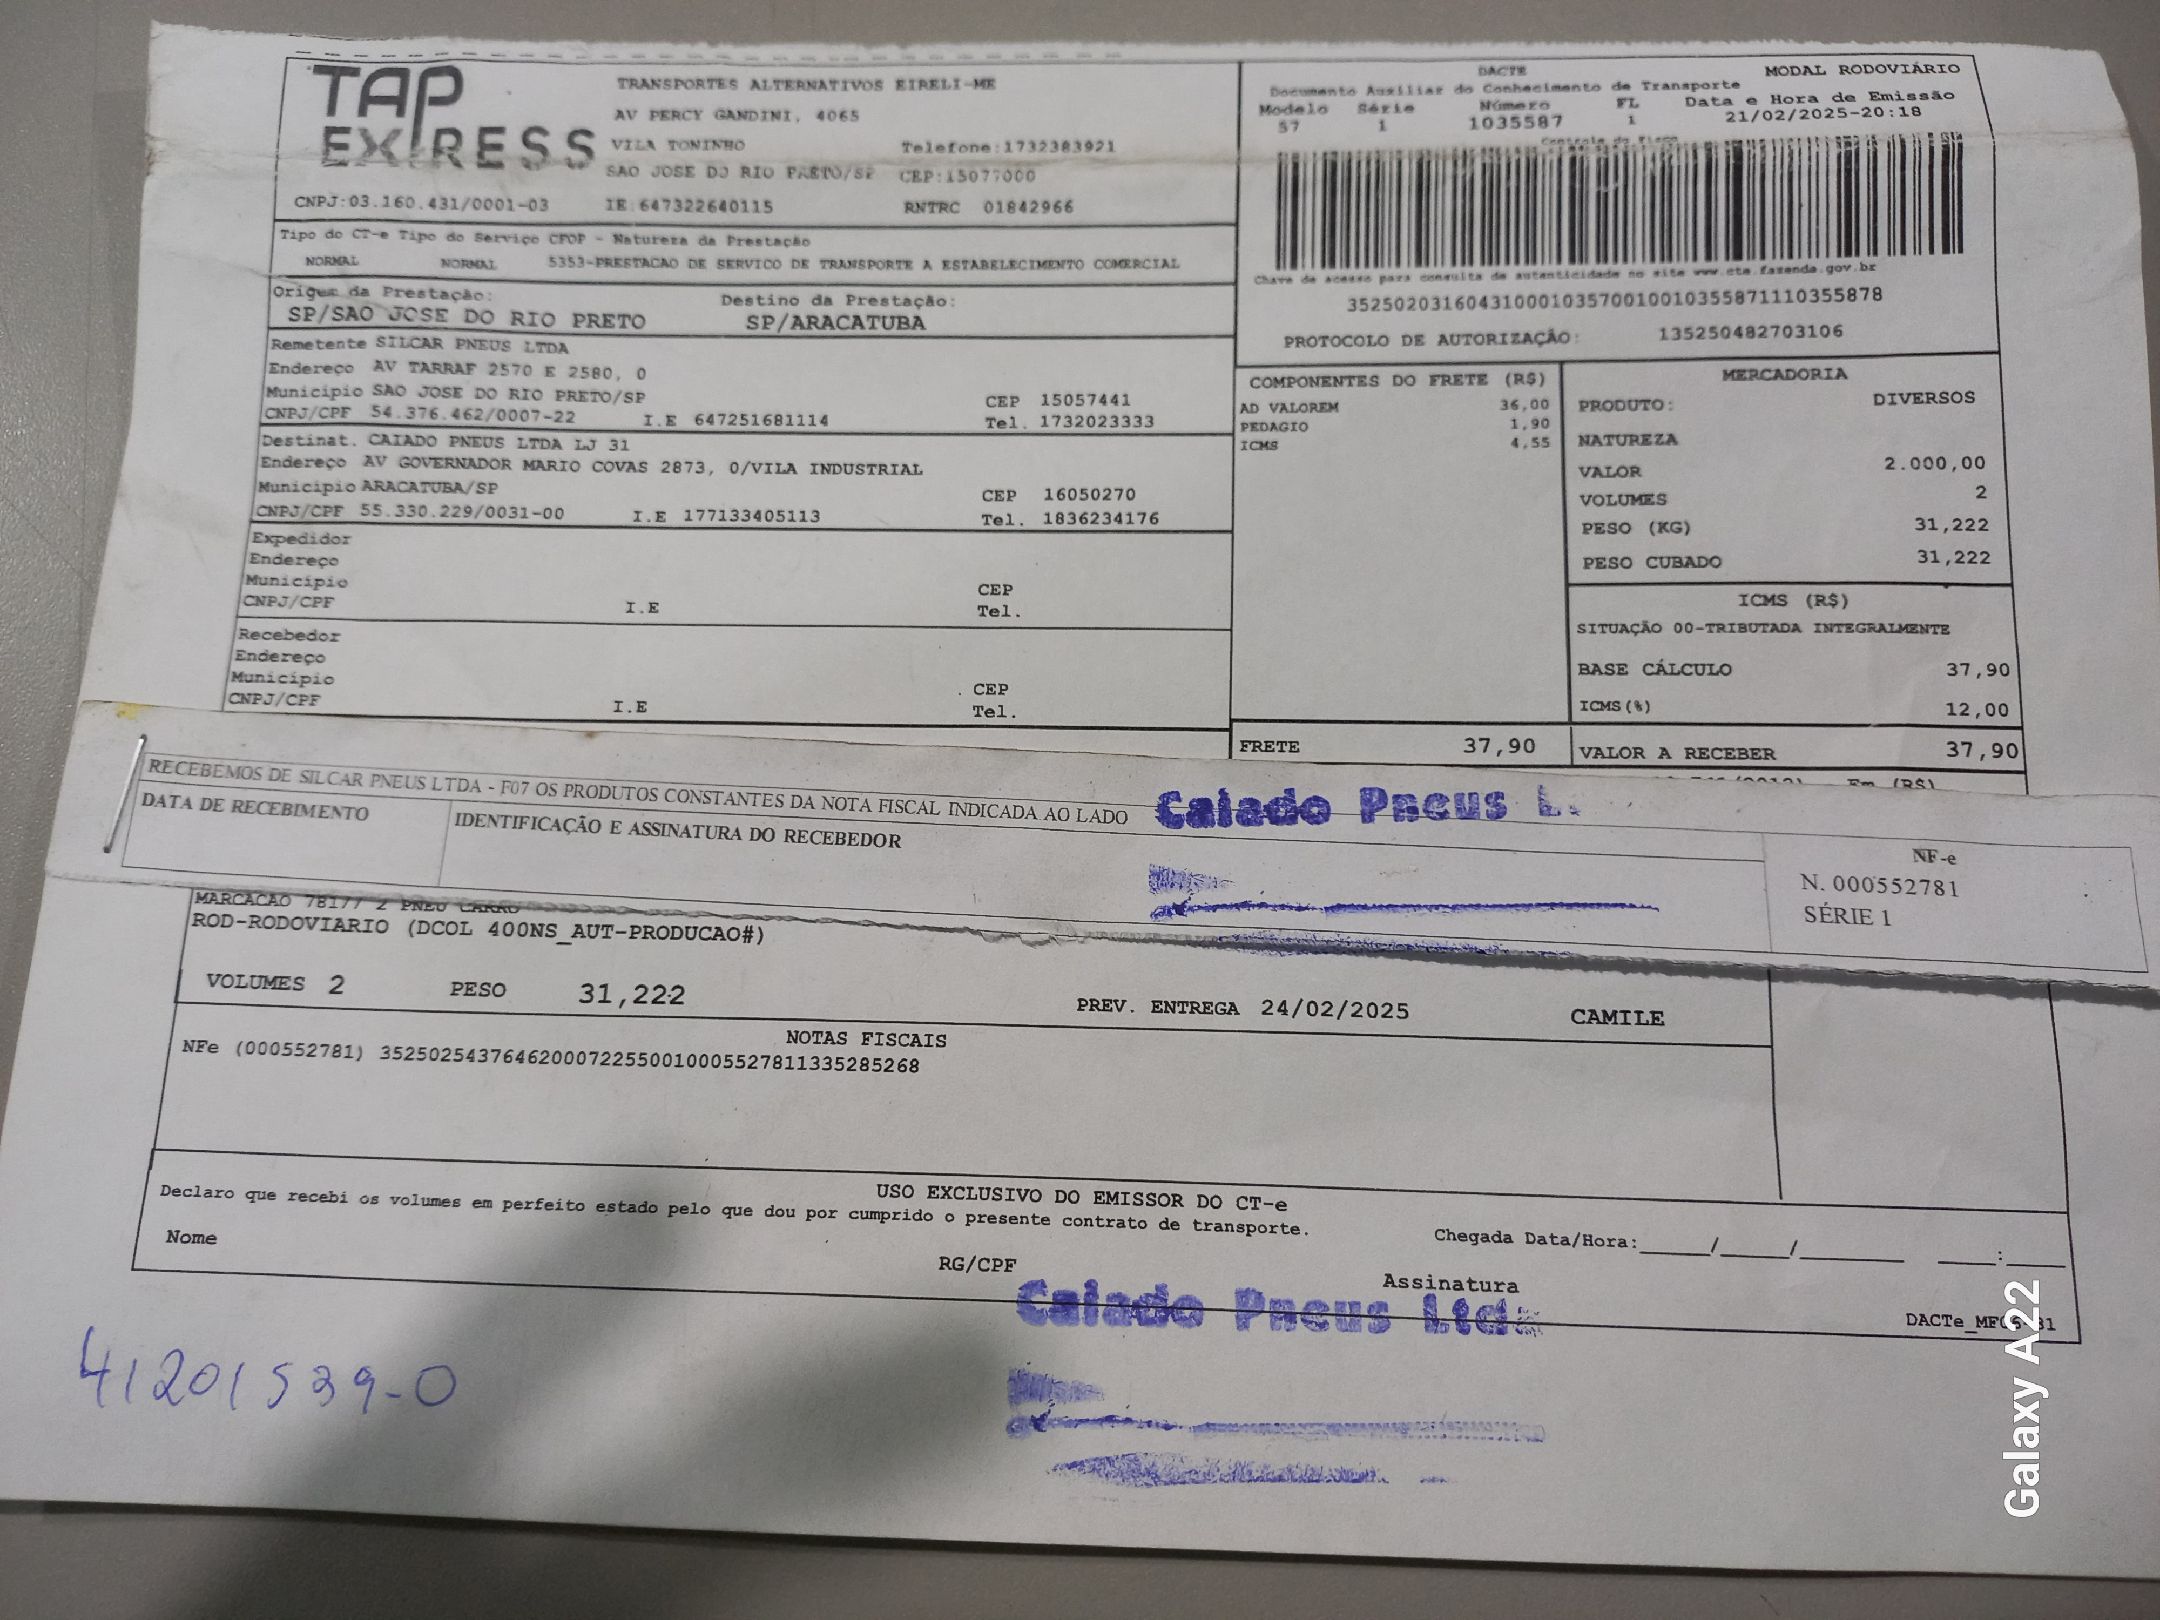 TAP EXPRESS
TRANSPORTES ALTERNATIVOS EIRELI-ME
AV PERCY GANDINI, 4065
VILA TONINHO Telefone:1732383921
SAO JOSE DO RIO PRETO/SP CEP:15077000
CNPJ:03.160.431/0001-03 IE:647322640115 RNTRC 01842966
DACTE MODAL RODOVIÁRIO
Documento Auxiliar do Conhecimento de Transporte
Modelo Série Número FL Data e Hora de Emissão
57 1 1035587 1 21/02/2025-20:18
Controle do Fisco
Chave de acesso para consulta de autenticidade no site www.cte.fazenda.gov.br
35250203160431000103570010010355871110355878
PROTOCOLO DE AUTORIZAÇÃO: 135250482703106
Tipo do CT-e Tipo do Serviço CFOP - Natureza da Prestação
NORMAL NORMAL 5353-PRESTACAO DE SERVICO DE TRANSPORTE A ESTABELECIMENTO COMERCIAL
Origem da Prestação: Destino da Prestação:
SP/SAO JOSE DO RIO PRETO SP/ARACATUBA
Remetente SILCAR PNEUS LTDA
Endereço AV TARRAF 2570 E 2580, 0
Municipio SAO JOSE DO RIO PRETO/SP CEP 15057441
CNPJ/CPF 54.376.462/0007-22 I.E 647251681114 Tel. 1732023333
Destinat. CAIADO PNEUS LTDA LJ 31
Endereço AV GOVERNADOR MARIO COVAS 2873, 0/VILA INDUSTRIAL
Municipio ARACATUBA/SP CEP 16050270
CNPJ/CPF 55.330.229/0031-00 I.E 177133405113 Tel. 1836234176
Expedidor
Endereço
Município CEP
CNPJ/CPF I.E Tel.
Recebedor
Endereço
Município CEP
CNPJ/CPF I.E Tel.
COMPONENTES DO FRETE (R$)
AD VALOREM 36,00
PEDAGIO 1,90
ICMS 4,55
FRETE 37,90
MERCADORIA
PRODUTO: DIVERSOS
NATUREZA
VALOR 2.000,00
VOLUMES 2
PESO (KG) 31,222
PESO CUBADO 31,222
ICMS (R$)
SITUAÇÃO 00-TRIBUTADA INTEGRALMENTE
BASE CÁLCULO 37,90
ICMS(%) 12,00
VALOR A RECEBER 37,90
Em (R$)
RECEBEMOS DE SILCAR PNEUS LTDA - F07 OS PRODUTOS CONSTANTES DA NOTA FISCAL INDICADA AO LADO
Caiado Pneus L
DATA DE RECEBIMENTO IDENTIFICAÇÃO E ASSINATURA DO RECEBEDOR
NF-e
N. 000552781
SÉRIE 1
MARCACAO 78177 2 PNEU CARRO
ROD-RODOVIARIO (DCOL 400NS_AUT-PRODUCAO#)
VOLUMES 2 PESO 31,222 PREV. ENTREGA 24/02/2025 CAMILE
NOTAS FISCAIS
NFe (000552781) 35250254376462000722550010005527811335285268
USO EXCLUSIVO DO EMISSOR DO CT-e
Declaro que recebi os volumes em perfeito estado pelo que dou por cumprido o presente contrato de transporte.
Chegada Data/Hora:____/____/______ ___:___
Nome RG/CPF Assinatura
Caiado Pneus Ltda
41201539-0
Galaxy A22